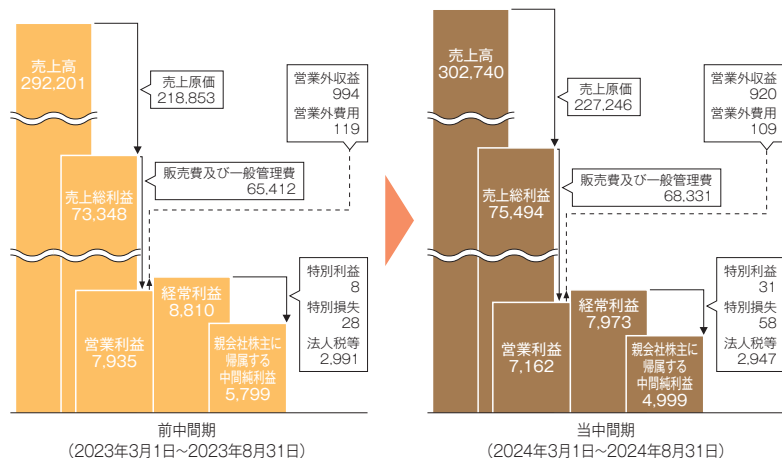 売上高
292,201
売上原価
218,853
営業外収益
994
営業外費用
119
売上総利益
73,348
販売費及び一般管理費
65,412
営業利益
7,935
経常利益
8,810
親会社株主に
帰属する
中間純利益
5,799
特別利益
8
特別損失
28
法人税等
2,991
前中間期
(2023年3月1日~2023年8月31日)
売上高
302,740
売上原価
227,246
営業外収益
920
営業外費用
109
売上総利益
75,494
販売費及び一般管理費
68,331
営業利益
7,162
経常利益
7,973
親会社株主に
帰属する
中間純利益
4,999
特別利益
31
特別損失
58
法人税等
2,947
当中間期
(2024年3月1日~2024年8月31日)